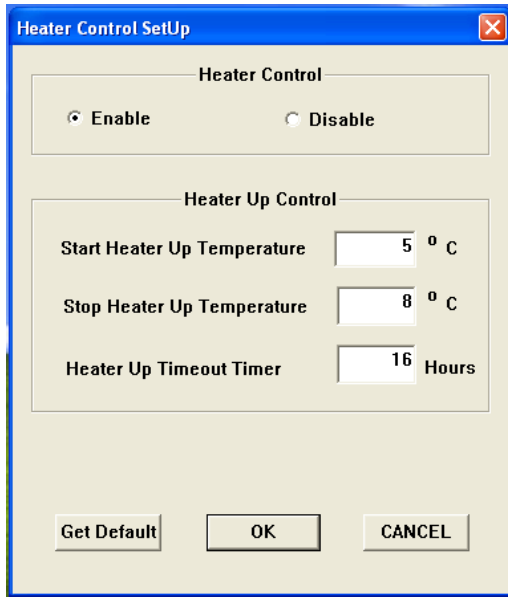 Heater Control SetUp
Heater Control
Enable Disable
Heater Up Control
Start Heater Up Temperature 5 º C
Stop Heater Up Temperature 8 º C
Heater Up Timeout Timer 16 Hours
Get Default OK CANCEL